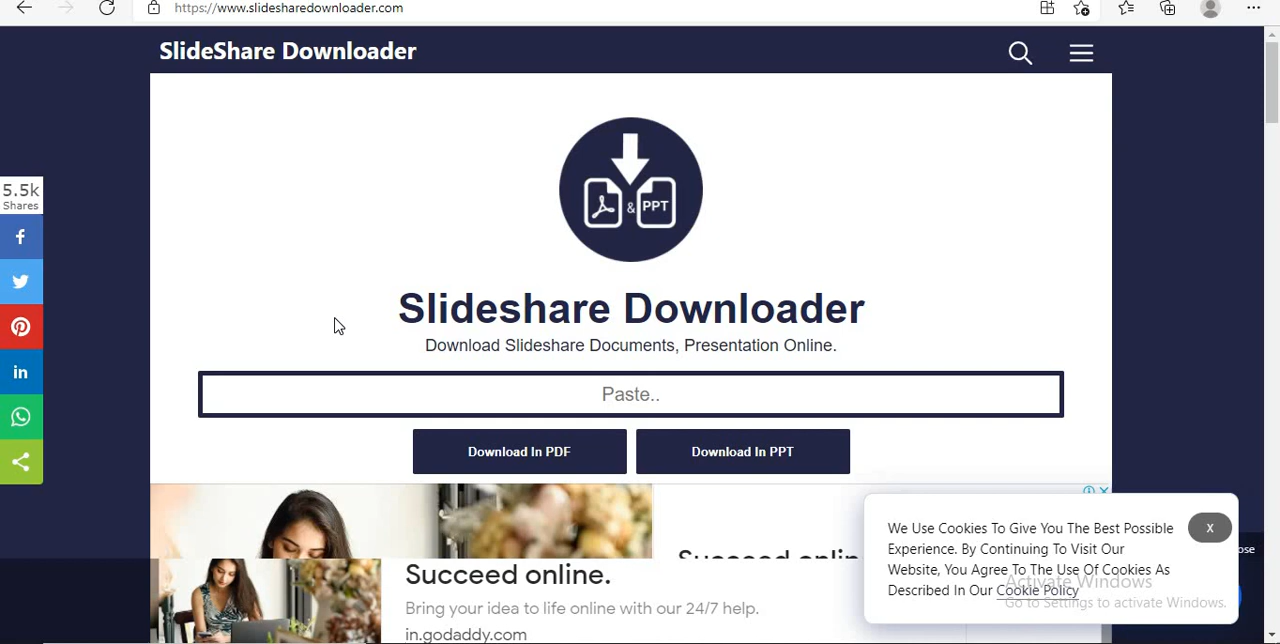 https://www.slidesharedownloader.com
SlideShare Downloader
5.5k
Shares
& PPT
Slideshare Downloader
Download Slideshare Documents, Presentation Online.
Paste..
Download In PDF
Download In PPT
Succeed online.
Bring your idea to life online with our 24/7 help.
in.godaddy.com
We Use Cookies To Give You The Best Possible
Experience. By Continuing To Visit Our
Website, You Agree To The Use Of Cookies As
Described In Our Cookie Policy
X
Activate Windows
Go to Settings to activate Windows.